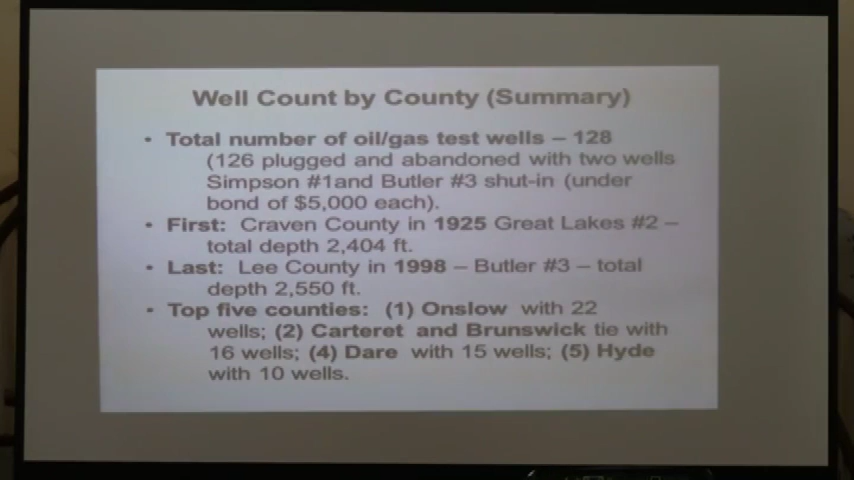 Well Count by County (Summary)
• Total number of oil/gas test wells – 128
(126 plugged and abandoned with two wells
Simpson #1and Butler #3 shut-in (under
bond of $5,000 each).
• First: Craven County in 1925 Great Lakes #2 –
total depth 2,404 ft.
• Last: Lee County in 1998 – Butler #3 – total
depth 2,550 ft.
• Top five counties: (1) Onslow with 22
wells; (2) Carteret and Brunswick tie with
16 wells; (4) Dare with 15 wells; (5) Hyde
with 10 wells.